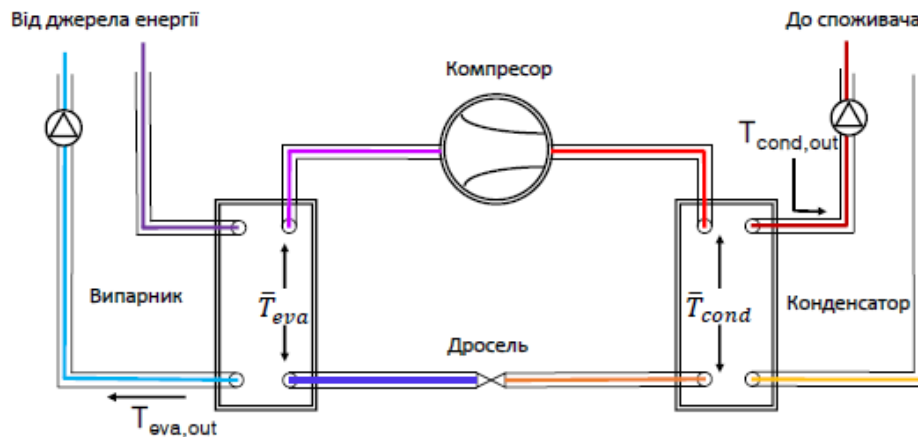 Від джерела енергії
До споживача
Компресор
T_cond,out
Випарник
T̄_eva
T̄_cond
Конденсатор
Дросель
T_eva,out